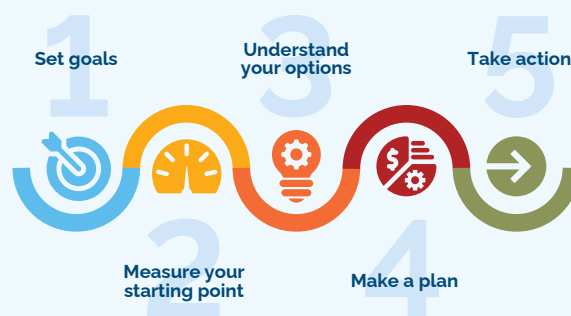 1
Set goals
2
Measure your
starting point
3
Understand
your options
$
4
Make a plan
5
Take action